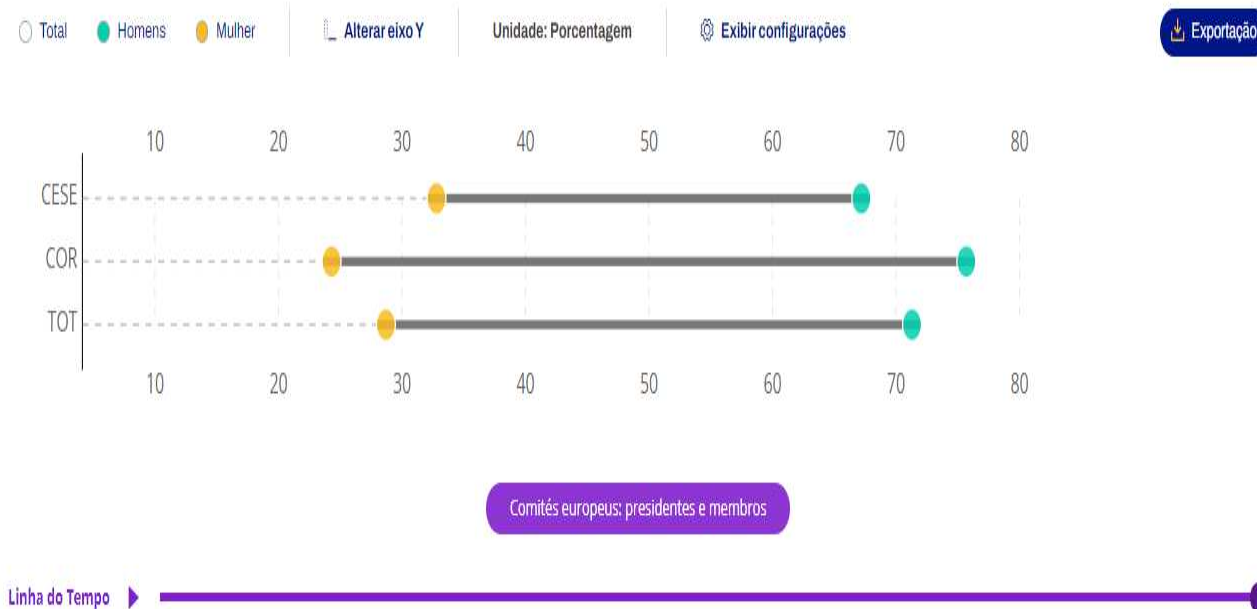 Total Homens Mulher Alterar eixo Y Unidade: Porcentagem Exibir configurações Exportação
10 20 30 40 50 60 70 80
CESE
COR
TOT
10 20 30 40 50 60 70 80
Comités europeus: presidentes e membros
Linha do Tempo